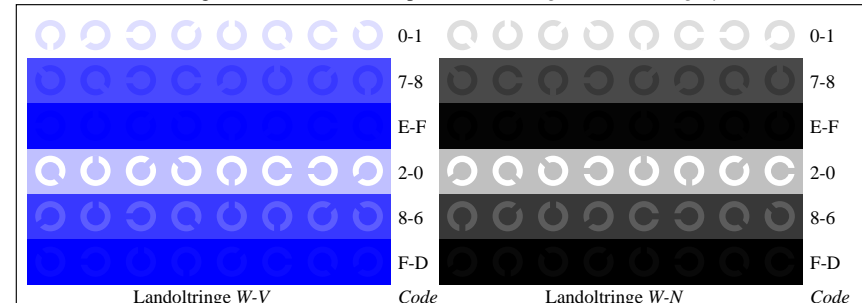 0-1 0-1
7-8 7-8
E-F E-F
2-0 2-0
8-6 8-6
F-D F-D
Landoltringe W-V Code Landoltringe W-N Code